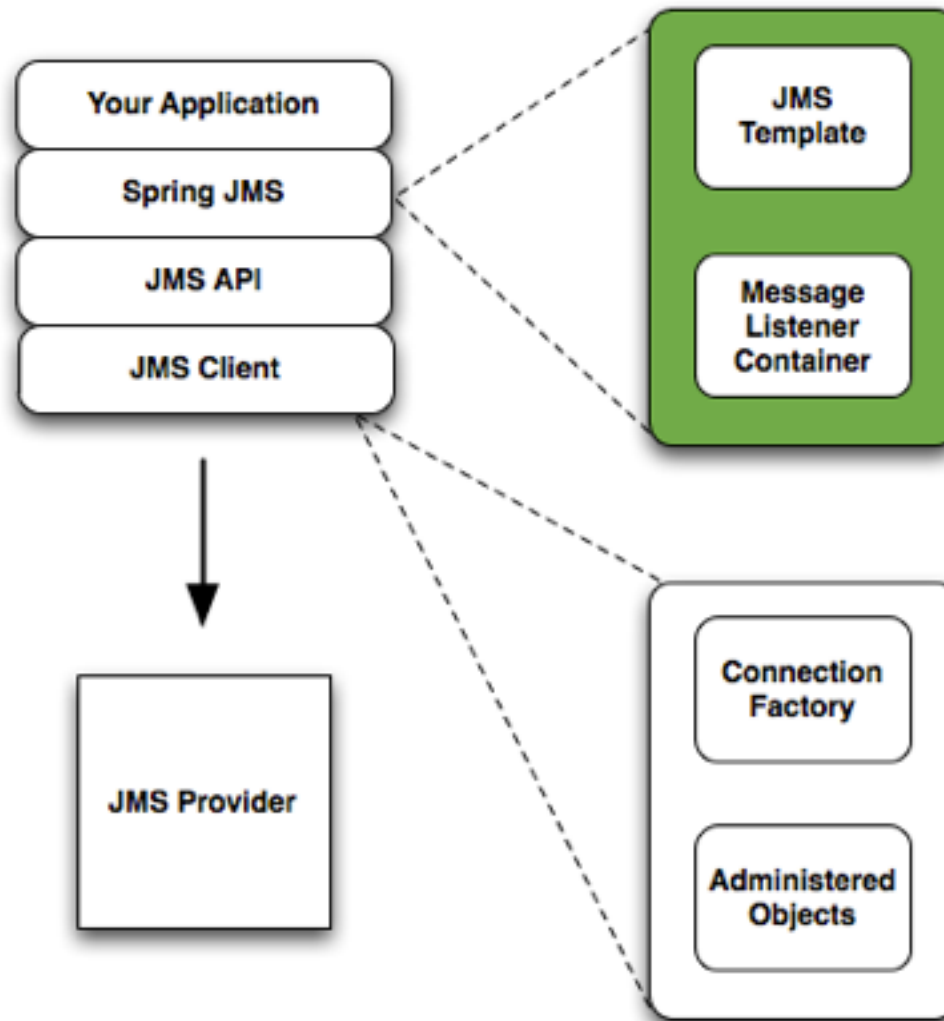 Your Application
Spring JMS
JMS API
JMS Client
JMS Provider
JMS
Template
Message
Listener
Container
Connection
Factory
Administered
Objects